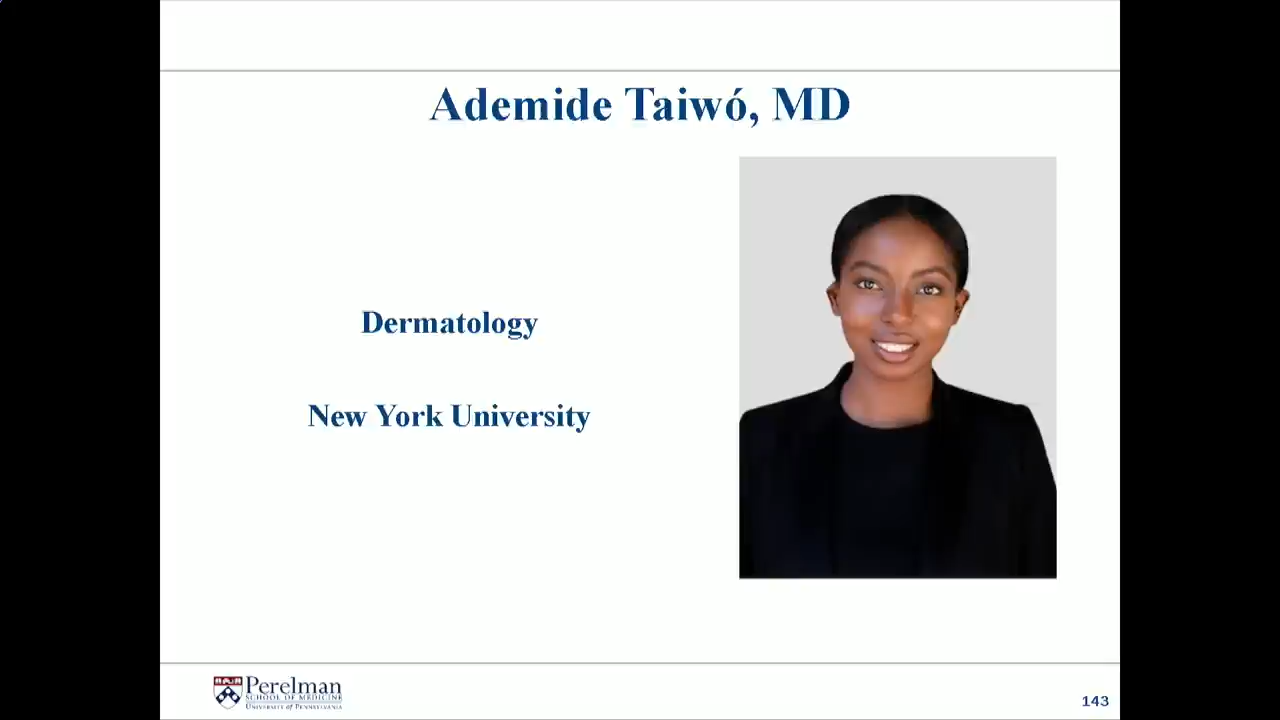 Ademide Taiwó, MD
Dermatology
New York University
Perelman
SCHOOL OF MEDICINE
UNIVERSITY of PENNSYLVANIA
143